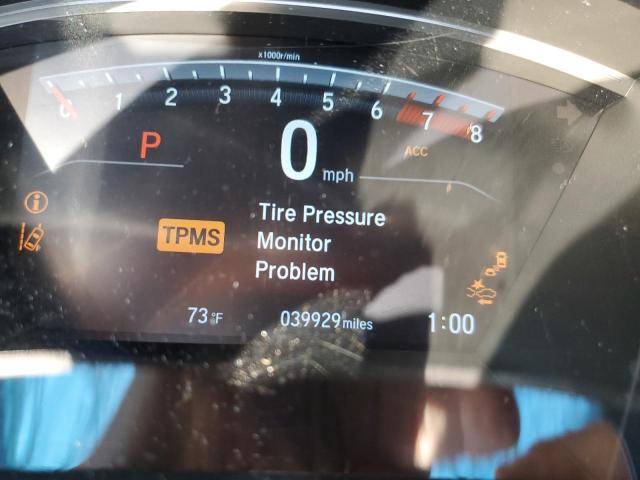 x1000r/min
0 1 2 3 4 5 6 7 8
P
0 mph
ACC
TPMS
Tire Pressure
Monitor
Problem
73°F
039929 miles
1:00